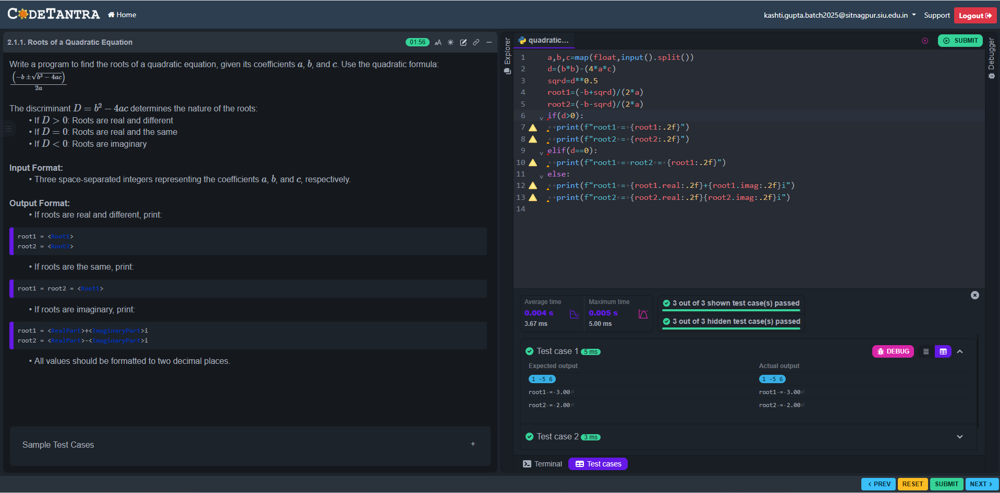 CODETANTRA Home kashti.gupta.batch2025@sitnagpur.siu.edu.in Support Logout
2.1.1. Roots of a Quadratic Equation 01:56
Write a program to find the roots of a quadratic equation, given its coefficients a, b, and c. Use the quadratic formula:
(−b ± √b² − 4ac)
2a
The discriminant D = b² − 4ac determines the nature of the roots:
• If D > 0: Roots are real and different
• If D = 0: Roots are real and the same
• If D < 0: Roots are imaginary
Input Format:
• Three space-separated integers representing the coefficients a, b, and c, respectively.
Output Format:
• If roots are real and different, print:
root1 = <Root1>
root2 = <Root2>
• If roots are the same, print:
root1 = root2 = <Root1>
• If roots are imaginary, print:
root1 = <RealPart>+<ImaginaryPart>i
root2 = <RealPart>-<ImaginaryPart>i
• All values should be formatted to two decimal places.
Sample Test Cases +
Explorer
quadratic...
SUBMIT
Debugger
1 a,b,c=map(float,input().split())
2 d=(b*b)-(4*a*c)
3 sqrd=d**0.5
4 root1=(-b+sqrd)/(2*a)
5 root2=(-b-sqrd)/(2*a)
6 if(d>0):
7 print(f"root1 = {root1:.2f}")
8 print(f"root2 = {root2:.2f}")
9 elif(d==0):
10 print(f"root1 = root2 = {root1:.2f}")
11 else:
12 print(f"root1 = {root1.real:.2f}+{root1.imag:.2f}i")
13 print(f"root2 = {root2.real:.2f}{root2.imag:.2f}i")
14
Average time
0.004 s
3.67 ms
Maximum time
0.005 s
5.00 ms
3 out of 3 shown test case(s) passed
3 out of 3 hidden test case(s) passed
Test case 1 5 ms DEBUG
Expected output Actual output
1 -5 6 1 -5 6
root1 = 3.00 root1 = 3.00
root2 = 2.00 root2 = 2.00
Test case 2 3 ms
Terminal Test cases
< PREV RESET SUBMIT NEXT >